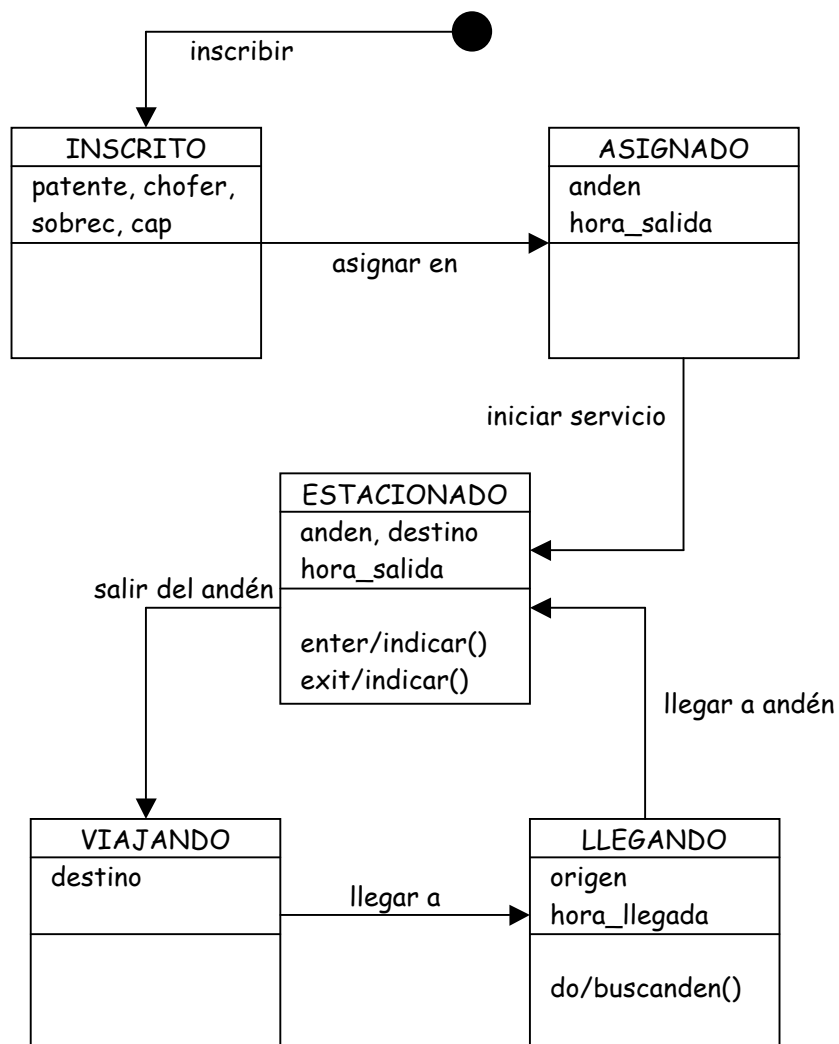 inscribir
INSCRITO
patente, chofer,
sobrec, cap
asignar en
ASIGNADO
anden
hora_salida
iniciar servicio
ESTACIONADO
anden, destino
hora_salida
enter/indicar()
exit/indicar()
salir del andén
llegar a andén
VIAJANDO
destino
llegar a
LLEGANDO
origen
hora_llegada
do/buscanden()